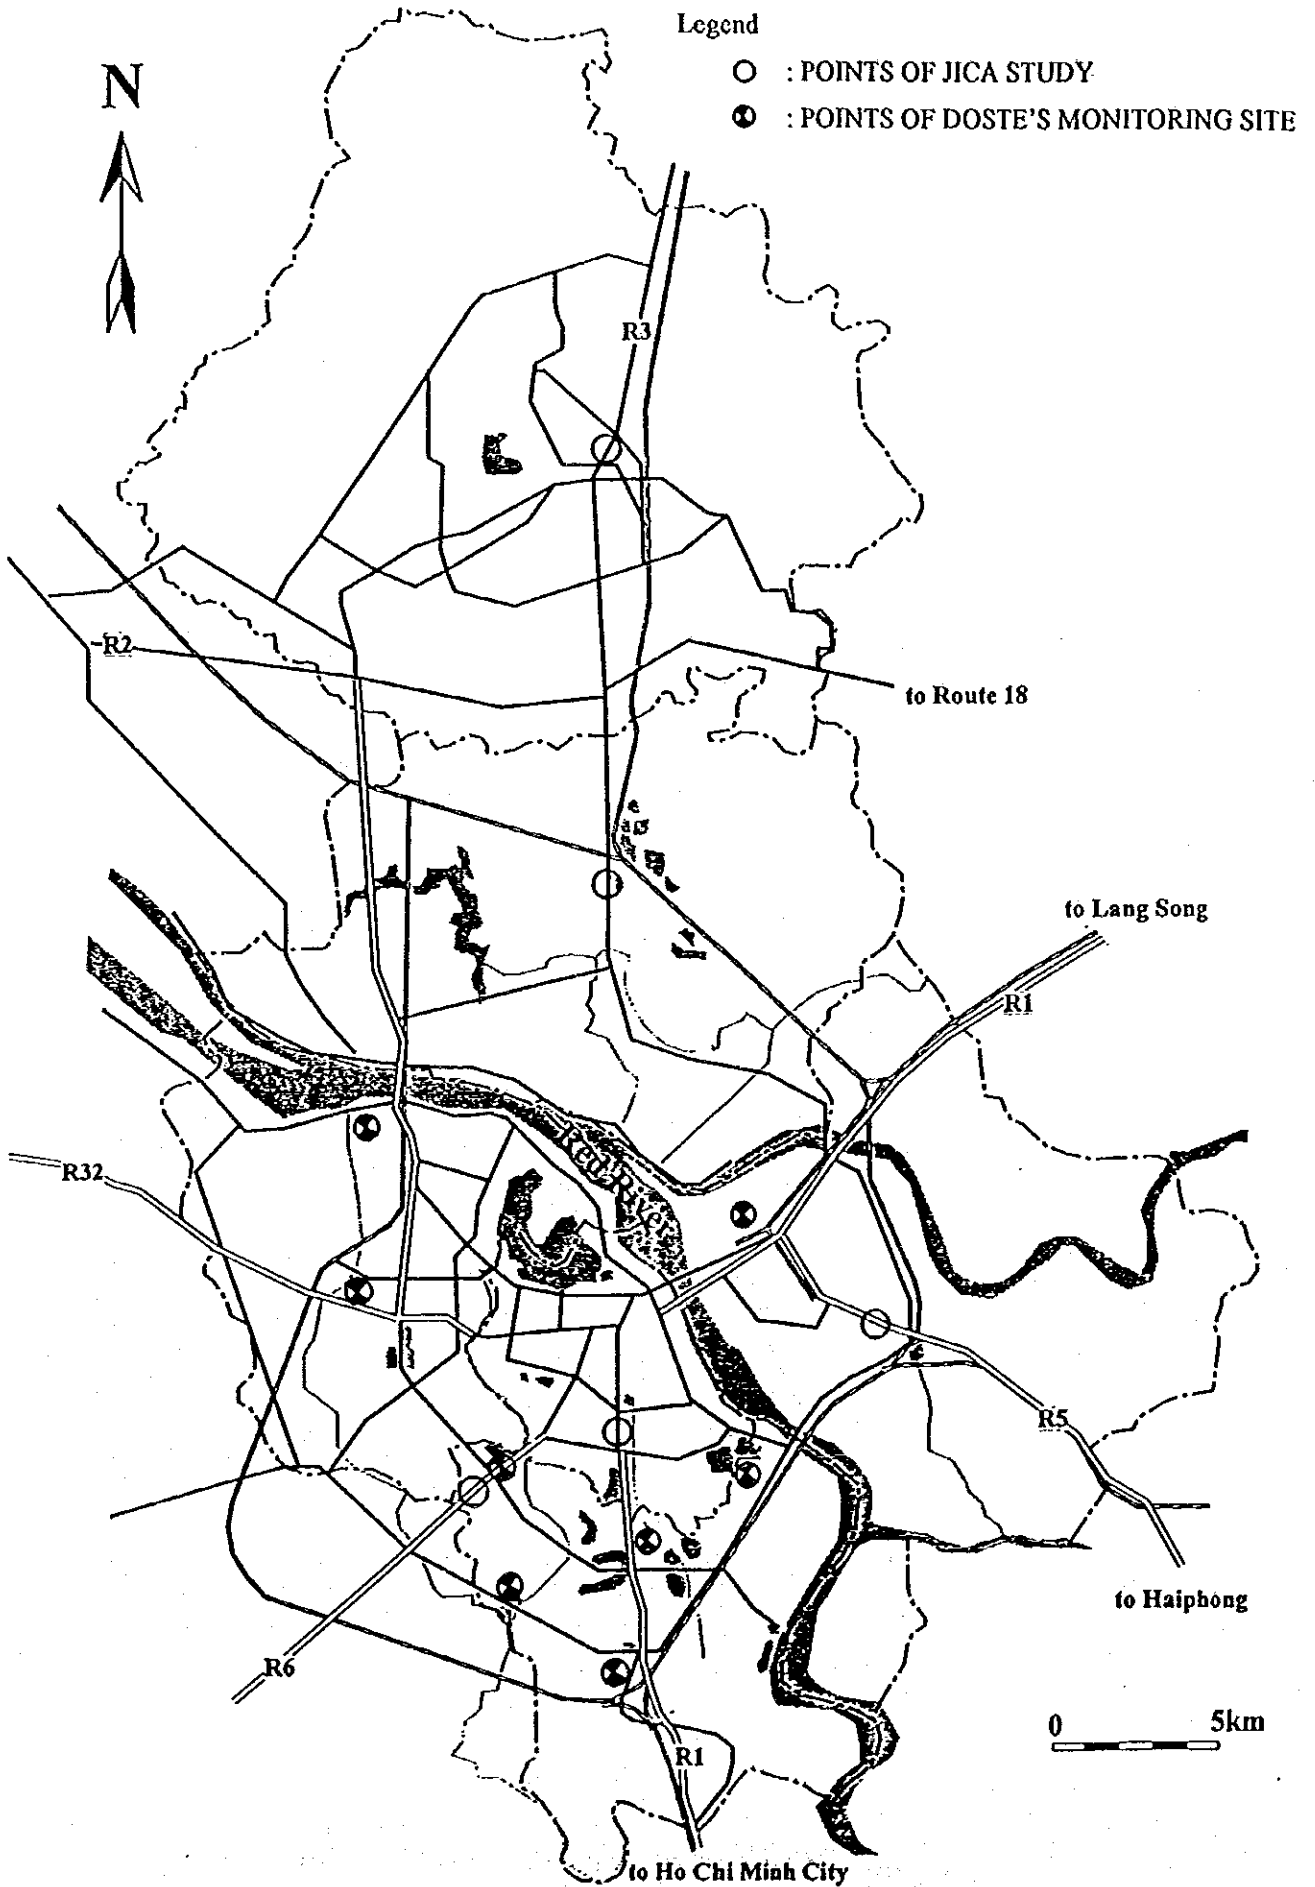 Legend
: POINTS OF JICA STUDY
: POINTS OF DOSTE'S MONITORING SITE
N
R3
R2
to Route 18
to Lang Song
R1
Red River
R32
R5
to Haiphong
R6
0 5km
R1
to Ho Chi Minh City